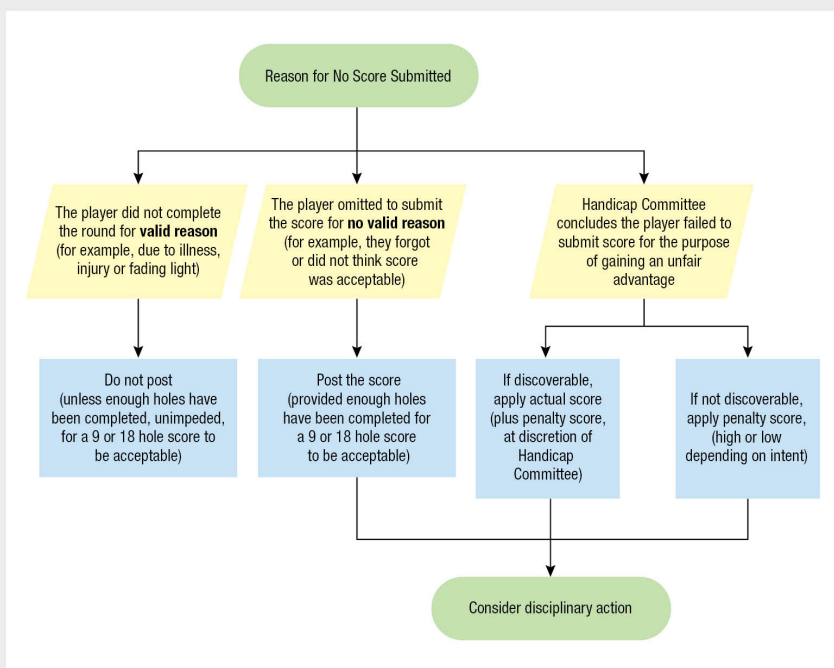 Reason for No Score Submitted
The player did not complete
the round for valid reason
(for example, due to illness,
injury or fading light)
The player omitted to submit
the score for no valid reason
(for example, they forgot
or did not think score
was acceptable)
Handicap Committee
concludes the player failed to
submit score for the purpose
of gaining an unfair
advantage
Do not post
(unless enough holes have
been completed, unimpeded,
for a 9 or 18 hole score to
be acceptable)
Post the score
(provided enough holes
have been completed for
a 9 or 18 hole score
to be acceptable)
If discoverable,
apply actual score
(plus penalty score,
at discretion of
Handicap
Committee)
If not discoverable,
apply penalty score,
(high or low
depending on intent)
Consider disciplinary action